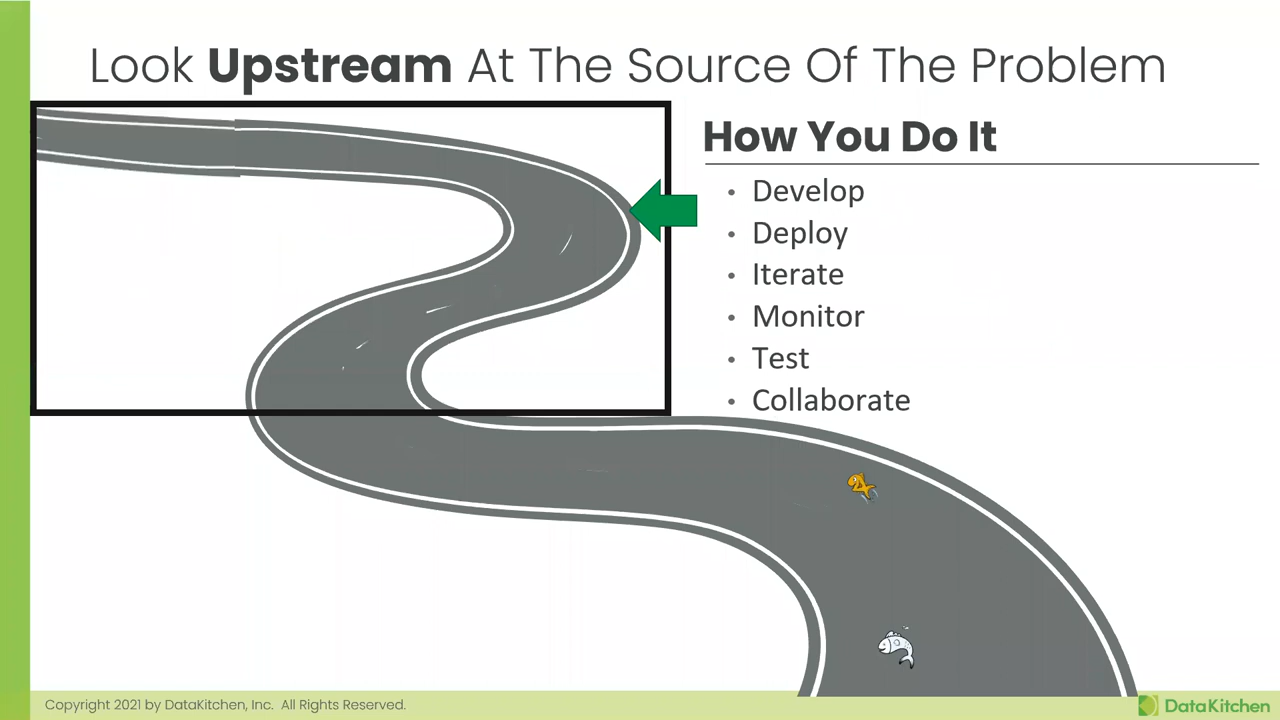 Look Upstream At The Source Of The Problem
How You Do It
• Develop
• Deploy
• Iterate
• Monitor
• Test
• Collaborate
Copyright 2021 by DataKitchen, Inc. All Rights Reserved.
DataKitchen